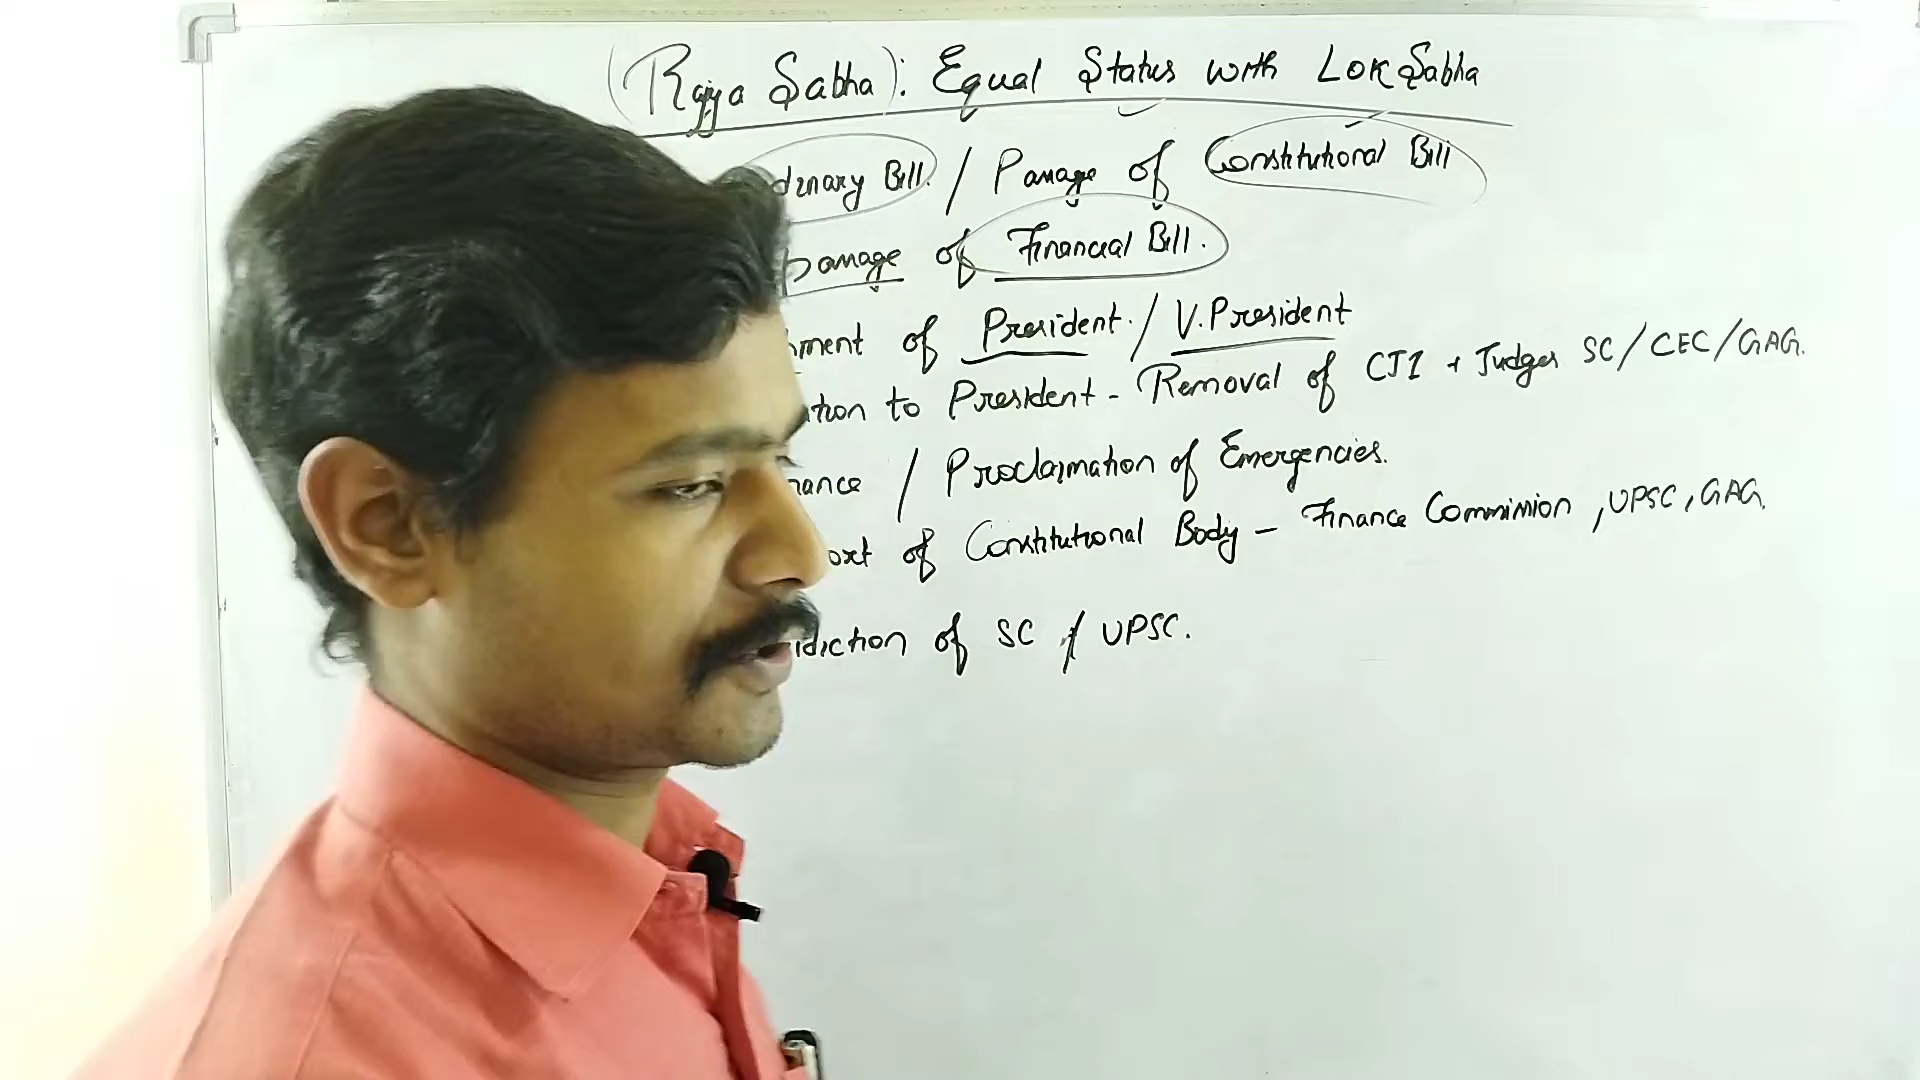 (Rajya Sabha): Equal Status with Lok Sabha
dinary Bill. / Passage of Constitutional Bill
passage of Financial Bill.
ment of President. / V. President
ation to President - Removal of CJI + Judges SC/CEC/CAG.
nance / Proclaimation of Emergencies.
ort of Constitutional Body - Finance Commission, UPSC, CAG.
idiction of SC / UPSC.